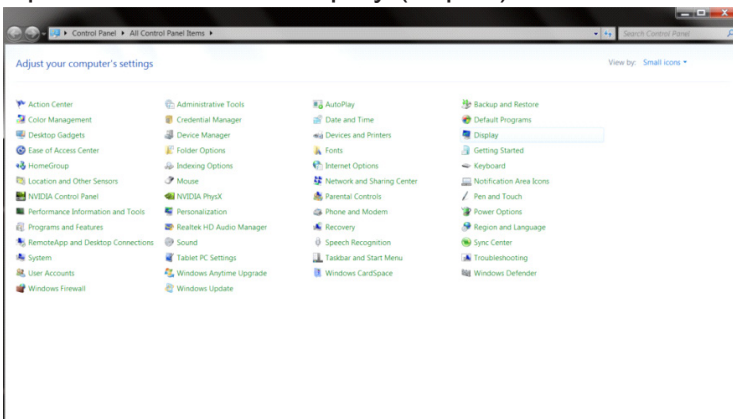 Control Panel ▸ All Control Panel Items ▸ Search Control Panel
Adjust your computer's settings View by: Small icons
Action Center Administrative Tools AutoPlay Backup and Restore
Color Management Credential Manager Date and Time Default Programs
Desktop Gadgets Device Manager Devices and Printers Display
Ease of Access Center Folder Options Fonts Getting Started
HomeGroup Indexing Options Internet Options Keyboard
Location and Other Sensors Mouse Network and Sharing Center Notification Area Icons
NVIDIA Control Panel NVIDIA PhysX Parental Controls Pen and Touch
Performance Information and Tools Personalization Phone and Modem Power Options
Programs and Features Realtek HD Audio Manager Recovery Region and Language
RemoteApp and Desktop Connections Sound Speech Recognition Sync Center
System Tablet PC Settings Taskbar and Start Menu Troubleshooting
User Accounts Windows Anytime Upgrade Windows CardSpace Windows Defender
Windows Firewall Windows Update